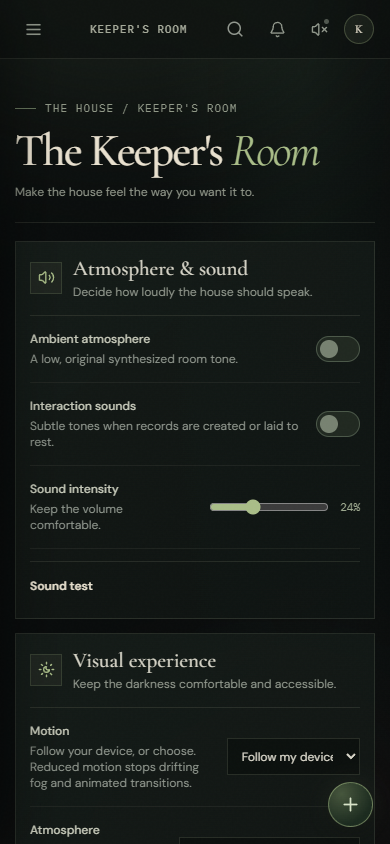 KEEPER'S ROOM
K
THE HOUSE / KEEPER'S ROOM
The Keeper's Room
Make the house feel the way you want it to.
Atmosphere & sound
Decide how loudly the house should speak.
Ambient atmosphere
A low, original synthesized room tone.
Interaction sounds
Subtle tones when records are created or laid to
rest.
Sound intensity
Keep the volume
comfortable.
24%
Sound test
Visual experience
Keep the darkness comfortable and accessible.
Motion
Follow your device, or choose.
Reduced motion stops drifting
fog and animated transitions.
Follow my device
Atmosphere